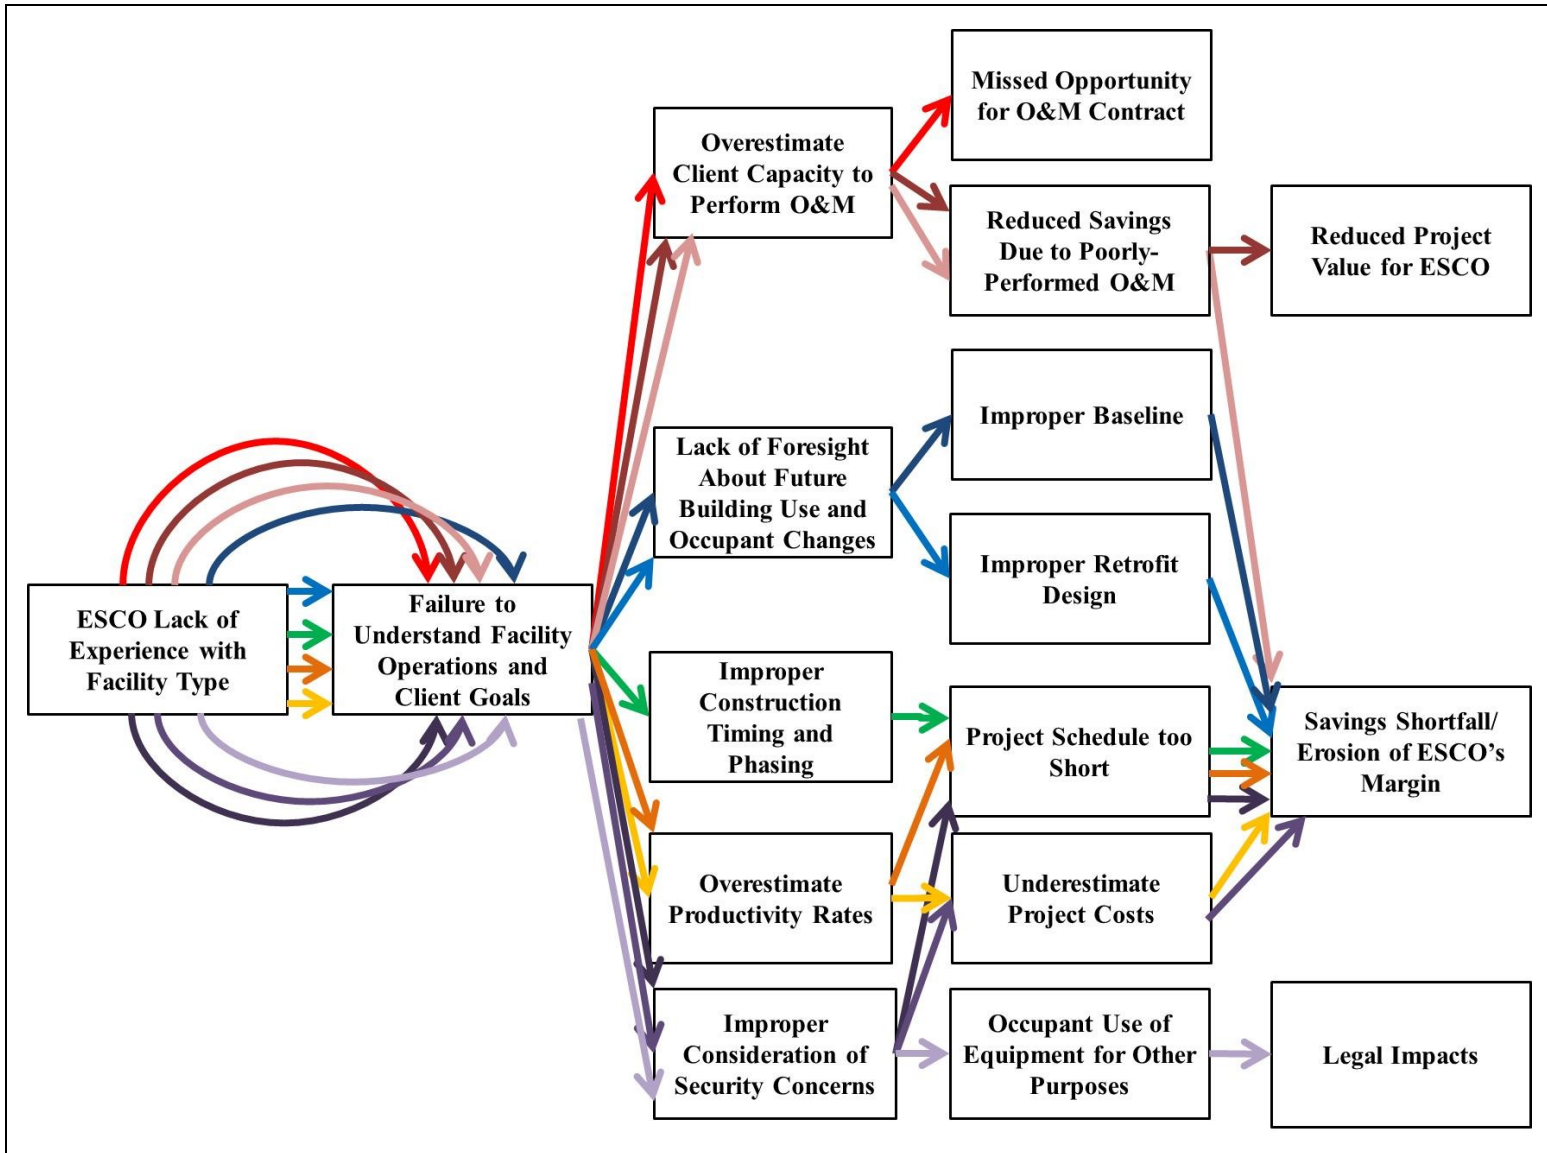 ESCO Lack of
Experience with
Facility Type
Failure to
Understand Facility
Operations and
Client Goals
Overestimate
Client Capacity to
Perform O&M
Lack of Foresight
About Future
Building Use and
Occupant Changes
Improper
Construction
Timing and
Phasing
Overestimate
Productivity Rates
Improper
Consideration of
Security Concerns
Missed Opportunity
for O&M Contract
Reduced Savings
Due to Poorly-
Performed O&M
Improper Baseline
Improper Retrofit
Design
Project Schedule too
Short
Underestimate
Project Costs
Occupant Use of
Equipment for Other
Purposes
Reduced Project
Value for ESCO
Savings Shortfall/
Erosion of ESCO’s
Margin
Legal Impacts